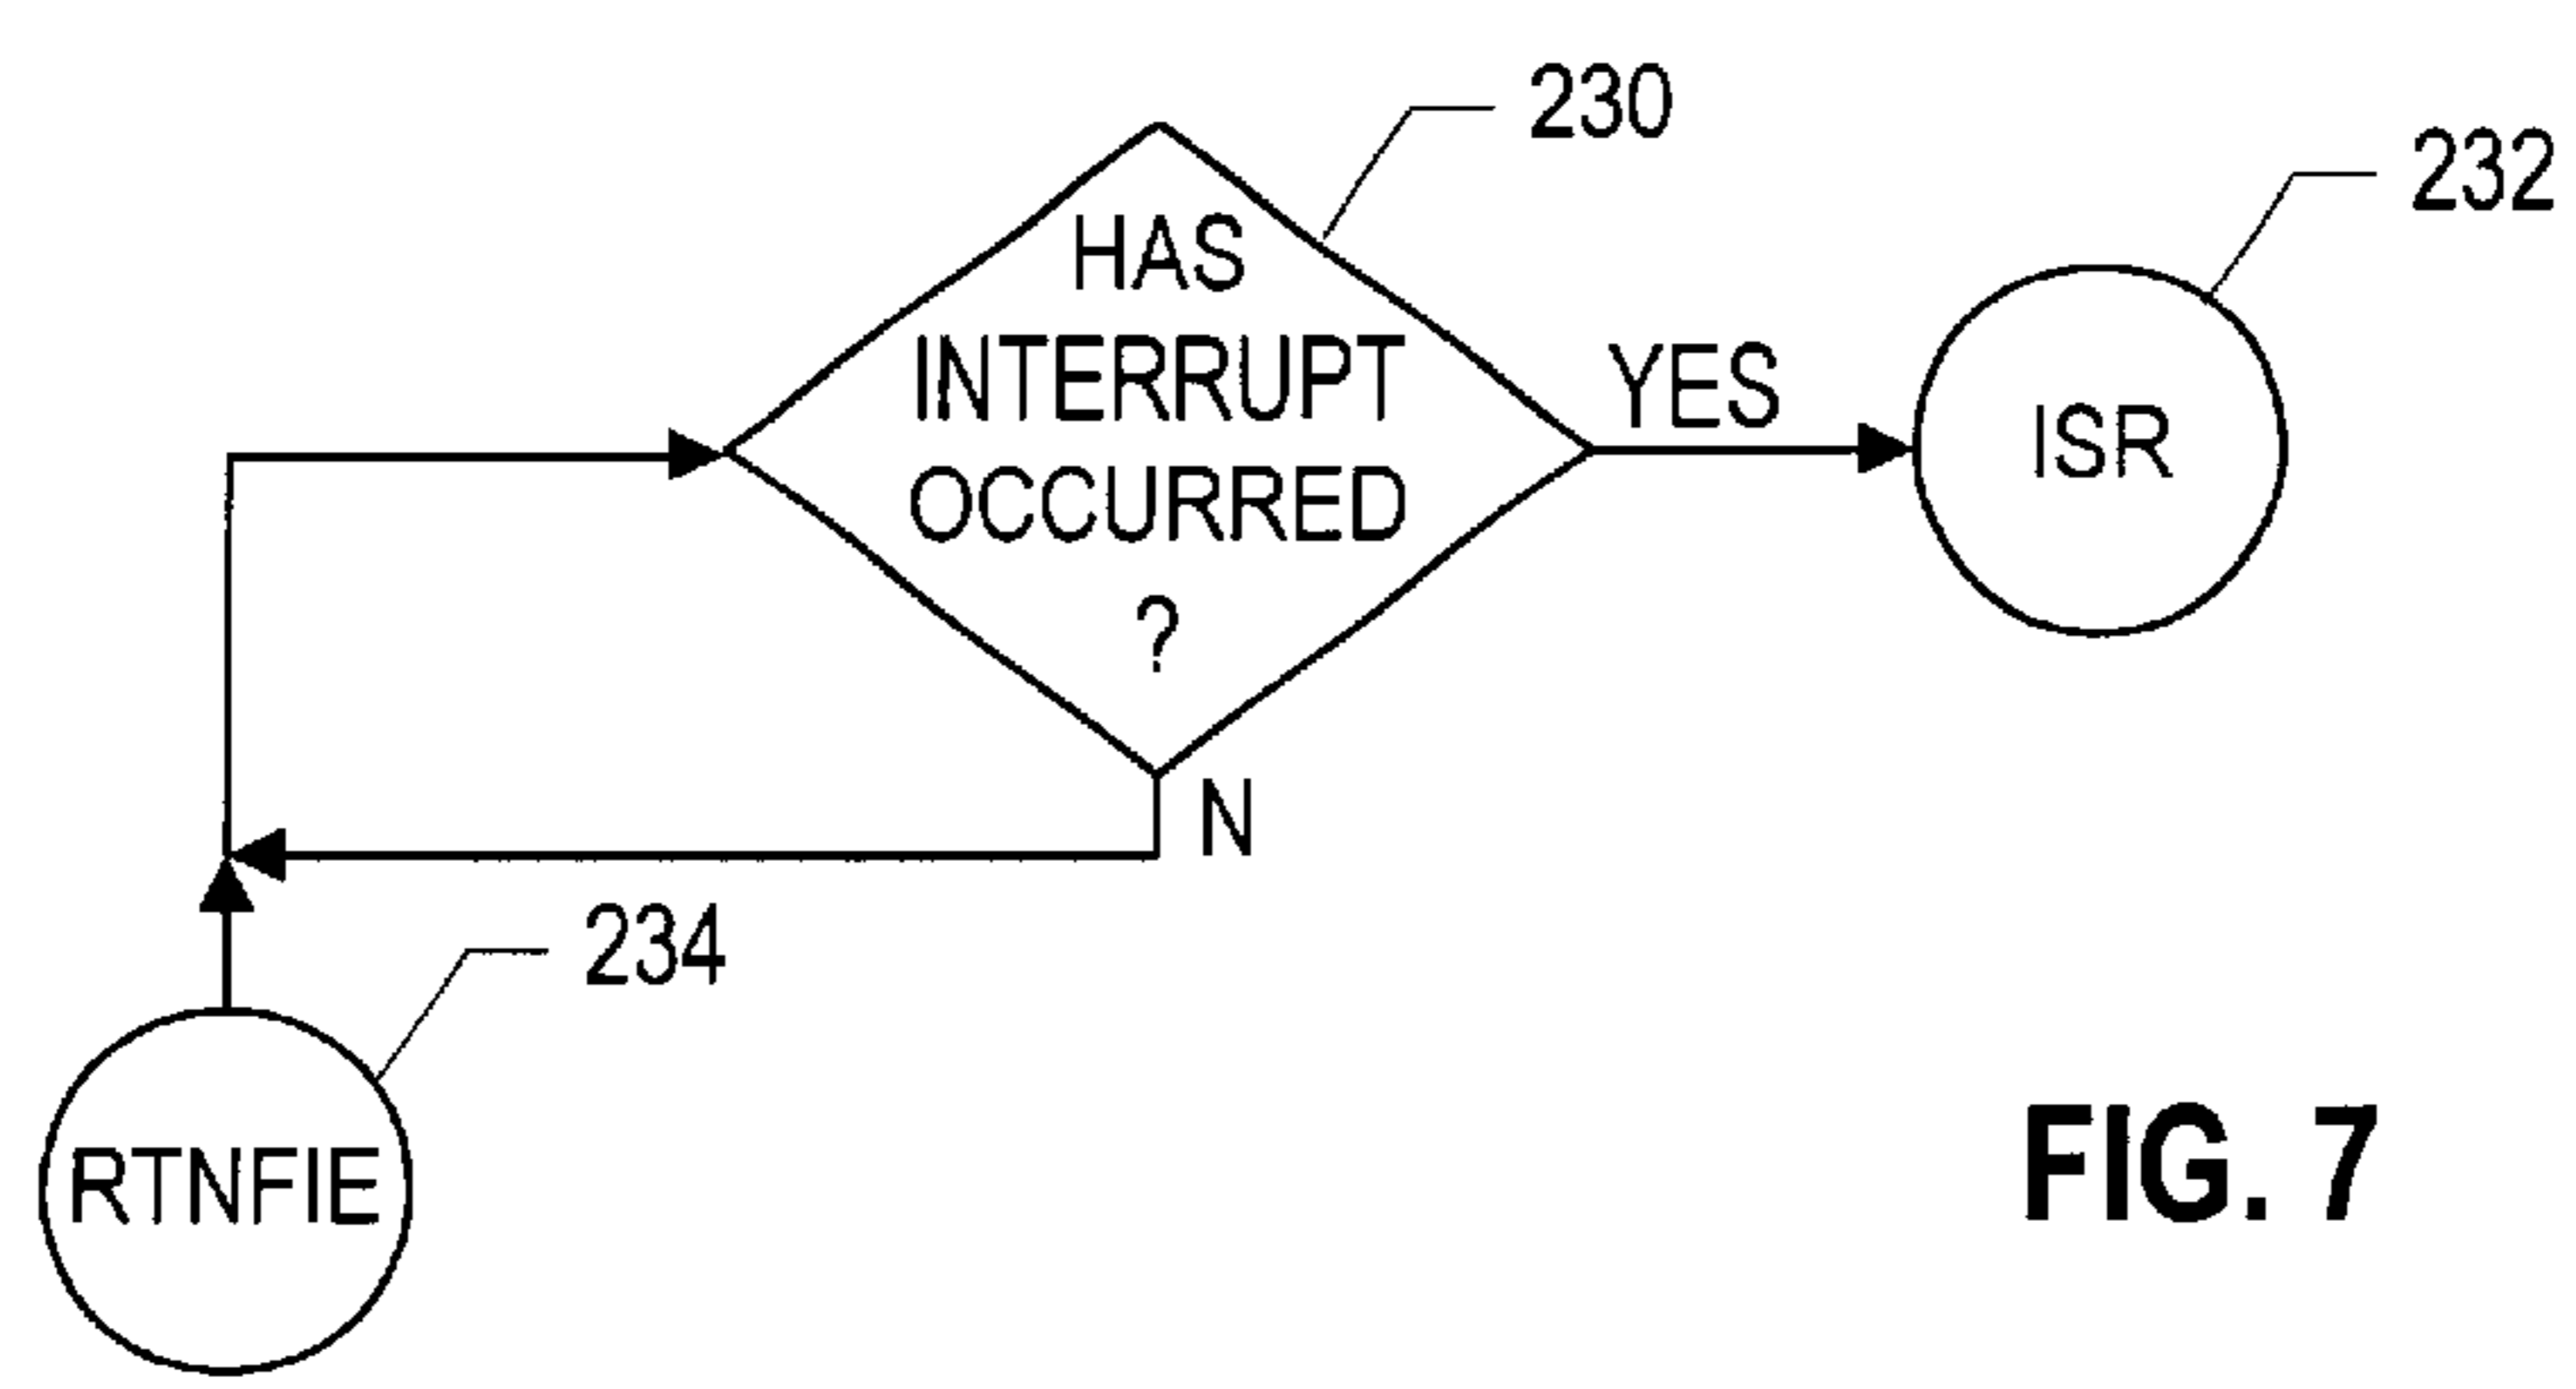 230
232
HAS
INTERRUPT
OCCURRED
?
YES
ISR
N
234
RTNFIE
FIG. 7